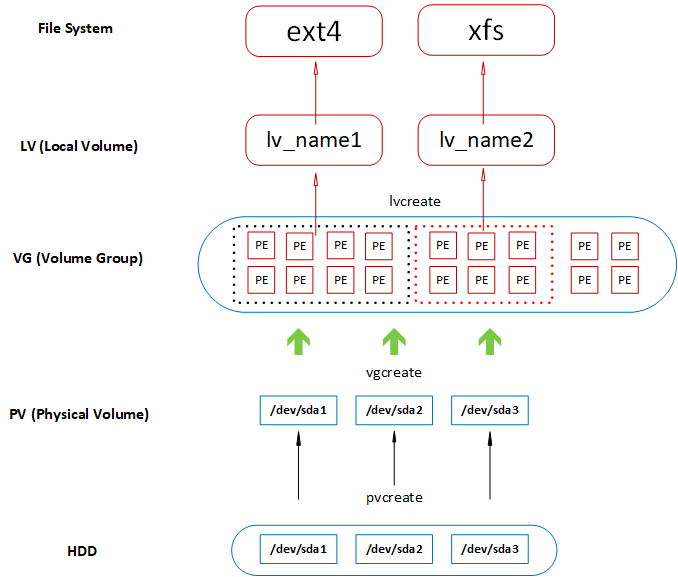 File System
ext4
xfs
LV (Local Volume)
lv_name1
lv_name2
lvcreate
VG (Volume Group)
PE PE PE PE PE PE PE PE PE
PE PE PE PE PE PE PE PE PE
vgcreate
PV (Physical Volume)
/dev/sda1
/dev/sda2
/dev/sda3
pvcreate
HDD
/dev/sda1
/dev/sda2
/dev/sda3